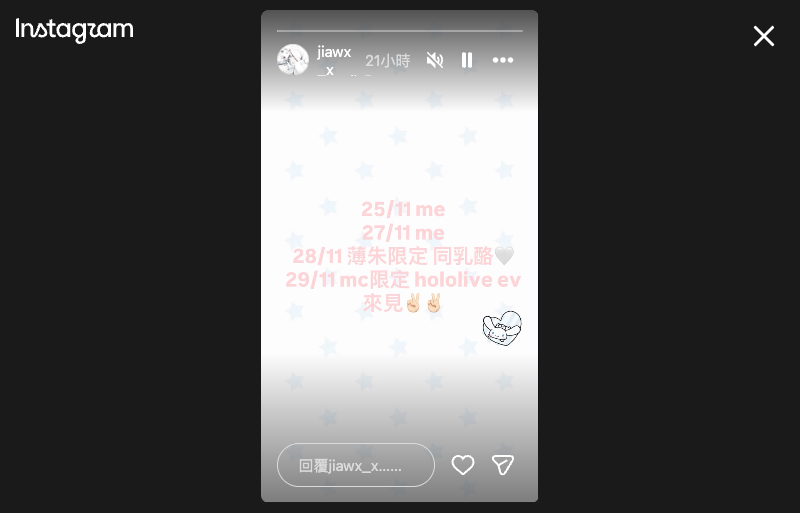 Instagram
jiawx
_x
21小時
25/11 me
27/11 me
28/11 薄朱限定 同乳酪🤍
29/11 mc限定 hololive ev
來見✌🏻✌🏻
回覆jiawx_x......